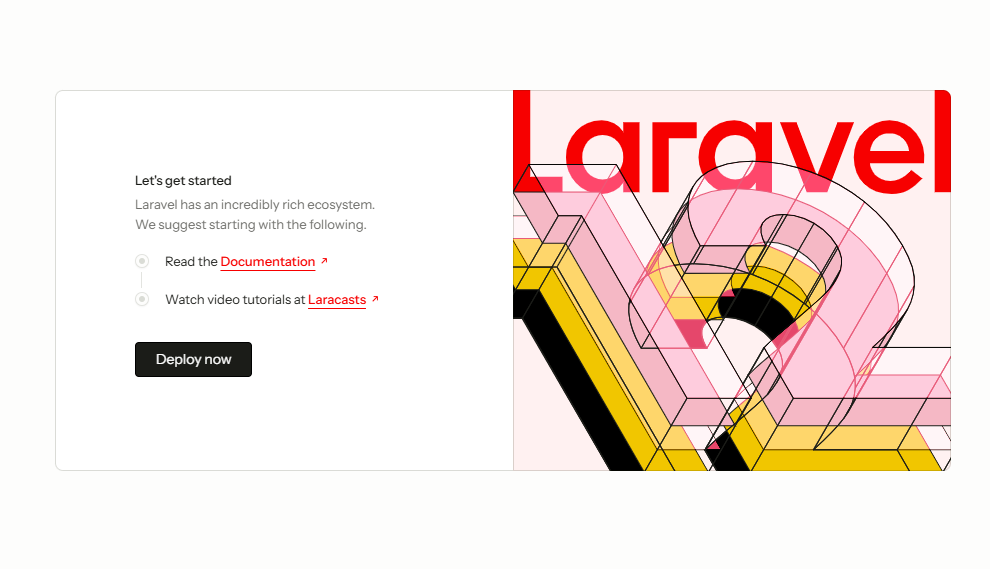 Laravel
Let's get started
Laravel has an incredibly rich ecosystem.
We suggest starting with the following.
Read the Documentation
Watch video tutorials at Laracasts
Deploy now